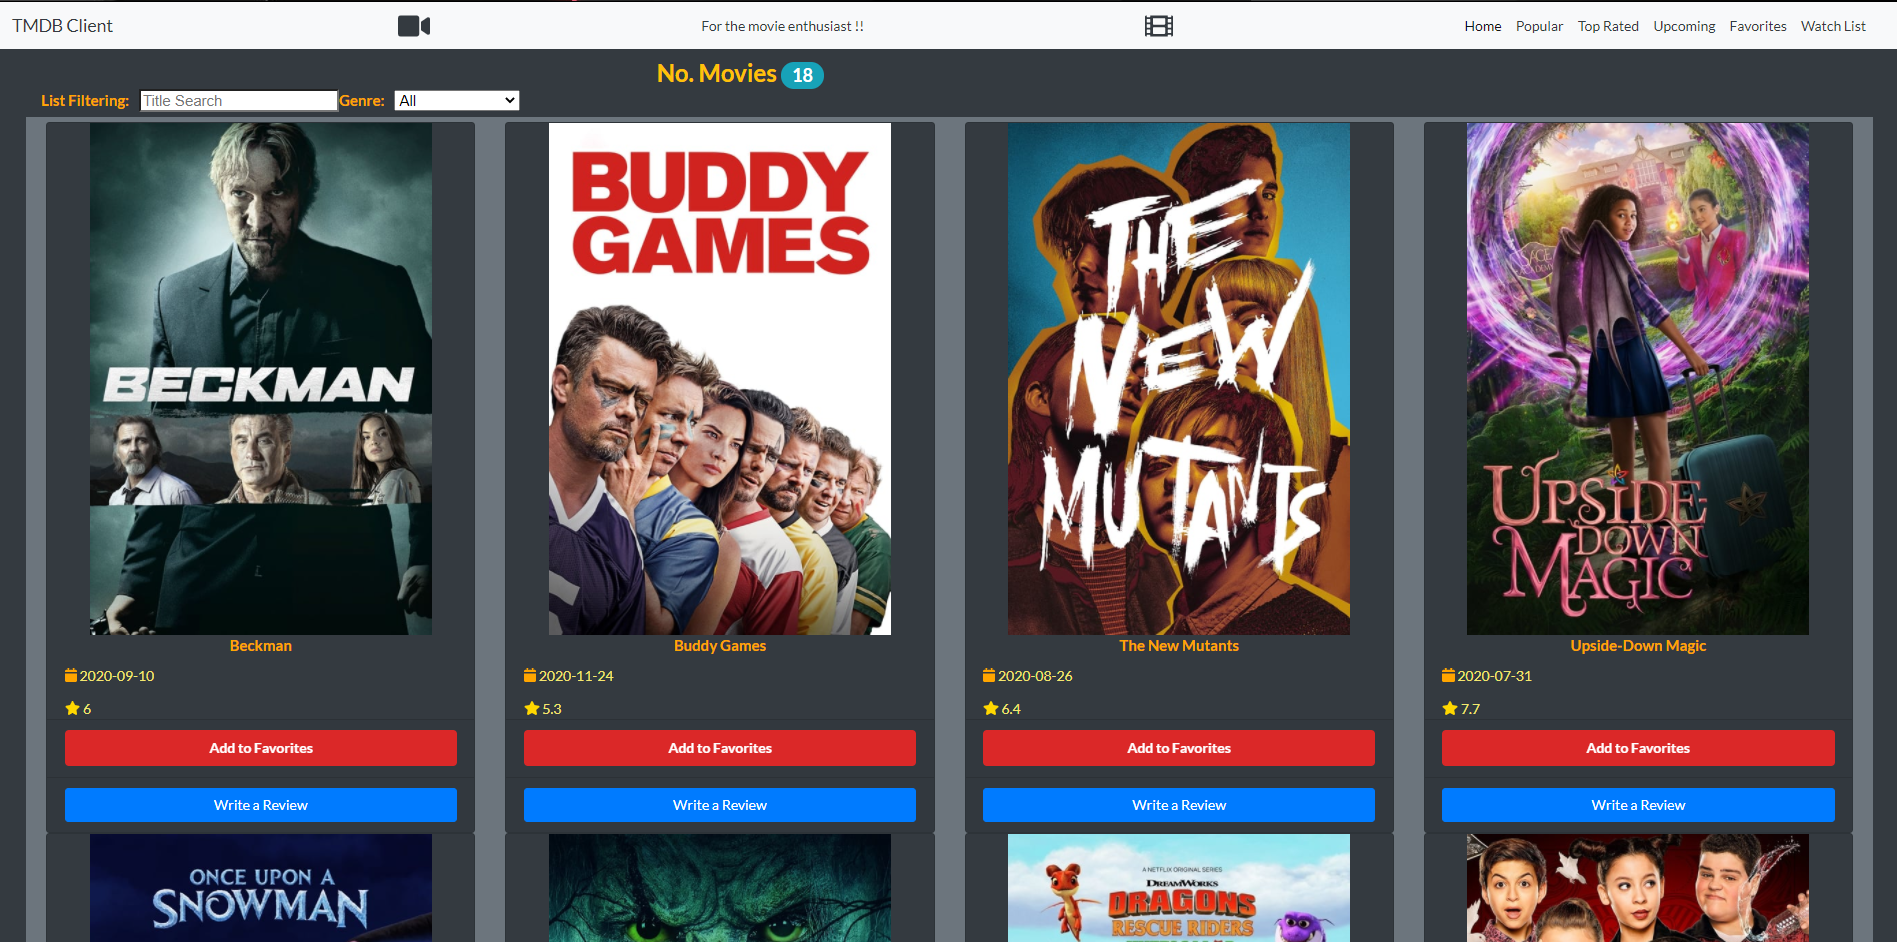 TMDB Client
For the movie enthusiast !!
Home Popular Top Rated Upcoming Favorites Watch List
No. Movies 18
List Filtering: Title Search Genre: All
BECKMAN
BUDDY
GAMES
THE
NEW
MUTANTS
SAGE
ACADEMY
UPSIDE-
DOWN
MAGIC
Beckman
2020-09-10
6
Add to Favorites
Write a Review
Buddy Games
2020-11-24
5.3
Add to Favorites
Write a Review
The New Mutants
2020-08-26
6.4
Add to Favorites
Write a Review
Upside-Down Magic
2020-07-31
7.7
Add to Favorites
Write a Review
ONCE UPON A
SNOWMAN
A NETFLIX ORIGINAL SERIES
DREAMWORKS
DRAGONS
RESCUE RIDERS